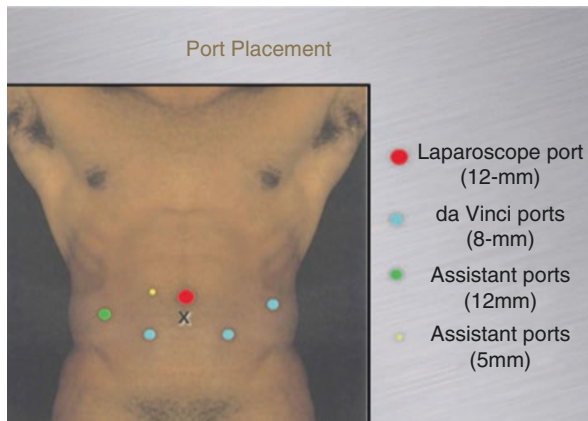 Port Placement
Laparoscope port
(12-mm)
da Vinci ports
(8-mm)
Assistant ports
(12mm)
Assistant ports
(5mm)
X